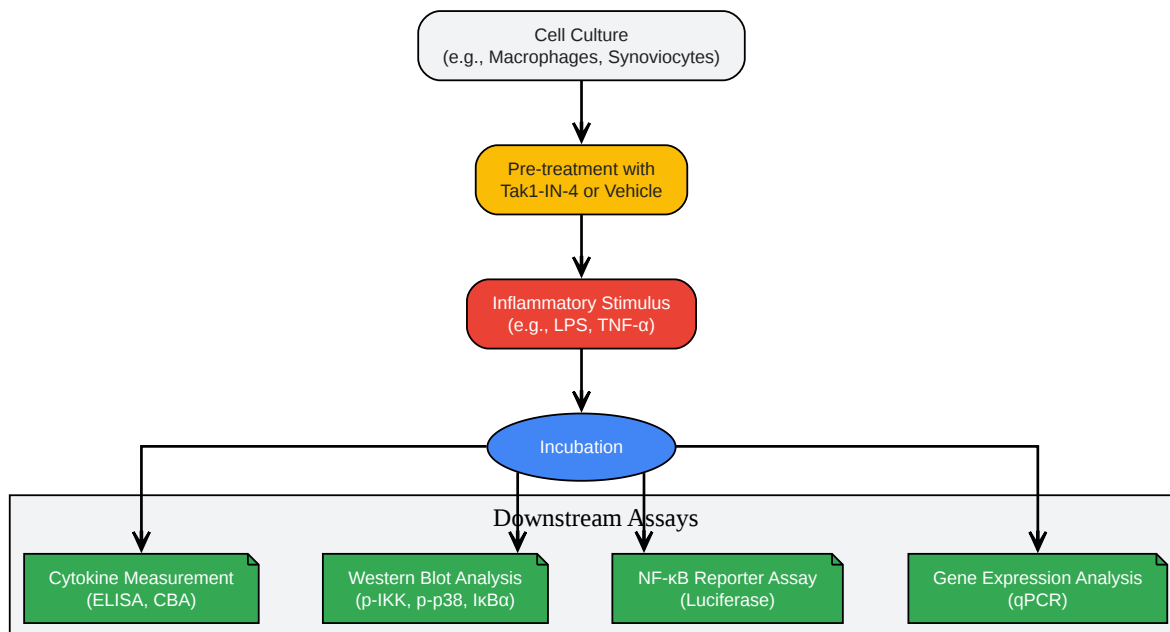 Cell Culture
(e.g., Macrophages, Synoviocytes)
Pre-treatment with
Tak1-IN-4 or Vehicle
Inflammatory Stimulus
(e.g., LPS, TNF-α)
Incubation
Downstream Assays
Cytokine Measurement
(ELISA, CBA)
Western Blot Analysis
(p-IKK, p-p38, IκBα)
NF-κB Reporter Assay
(Luciferase)
Gene Expression Analysis
(qPCR)